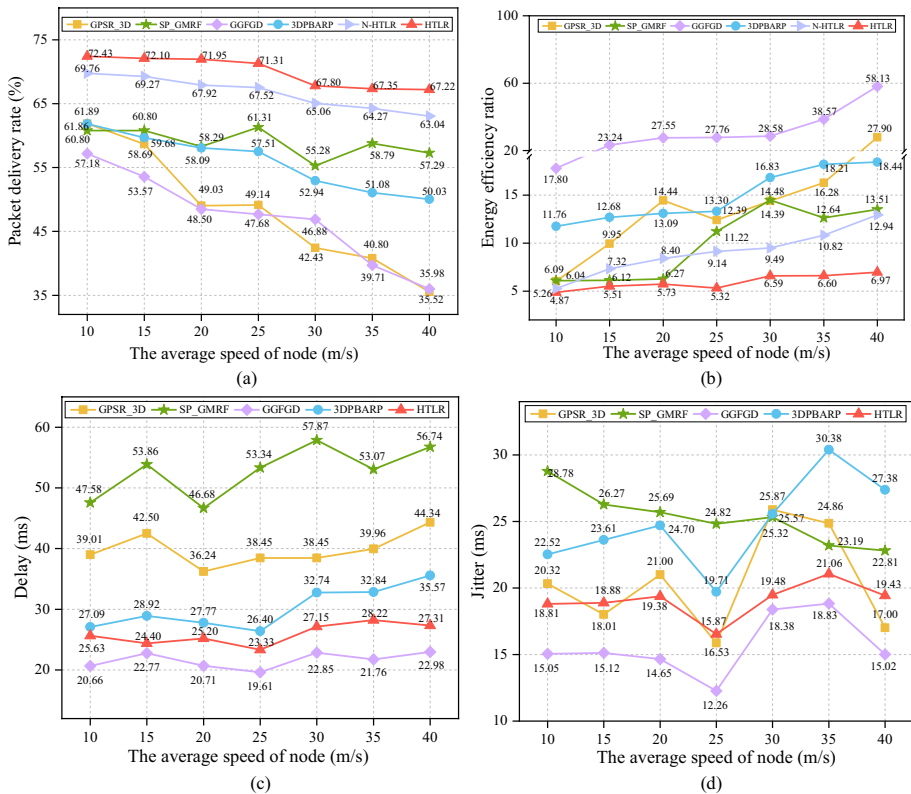 GPSR_3D SP_GMRF GGFGD 3DPBARP N-HTLR HTLR
75
65
55
45
35
Packet delivery rate (%)
72.43 72.10 71.95 71.31 67.80 67.35 67.22
69.76 69.27 67.92 67.52 65.06 64.27 63.04
61.89 60.80 58.29 61.31 55.28 58.79 57.29
61.86 59.68 58.09 57.51 52.94 51.08 50.03
60.80 58.69 49.03 49.14 42.43 40.80 35.52
57.18 53.57 48.50 47.68 46.88 39.71 35.98
10 15 20 25 30 35 40
The average speed of node (m/s)
(a)
GPSR_3D SP_GMRF GGFGD 3DPBARP N-HTLR HTLR
100
60
20
15
10
5
Energy efficiency ratio
17.80 23.24 27.55 27.76 28.58 38.57 58.13
11.76 12.68 13.09 13.30 16.83 18.21 18.44
6.09 9.95 14.44 12.39 14.48 16.28 27.90
6.04 6.12 6.27 11.22 14.39 12.64 13.51
5.26 7.32 8.40 9.14 9.49 10.82 12.94
4.87 5.51 5.73 5.32 6.59 6.60 6.97
10 15 20 25 30 35 40
The average speed of node (m/s)
(b)
GPSR_3D SP_GMRF GGFGD 3DPBARP HTLR
60
50
40
30
20
Delay (ms)
47.58 53.86 46.68 53.34 57.87 53.07 56.74
39.01 42.50 36.24 38.45 38.45 39.96 44.34
27.09 28.92 27.77 26.40 32.74 32.84 35.57
25.63 24.40 25.20 23.33 27.15 28.22 27.31
20.66 22.77 20.71 19.61 22.85 21.76 22.98
10 15 20 25 30 35 40
The average speed of node (m/s)
(c)
GPSR_3D SP_GMRF GGFGD 3DPBARP HTLR
30
25
20
15
10
Jitter (ms)
28.78 26.27 25.69 24.82 25.32 23.19 22.81
22.52 23.61 24.70 19.71 25.57 30.38 27.38
20.32 18.01 21.00 15.87 25.87 24.86 17.00
18.81 18.88 19.38 16.53 19.48 21.06 19.43
15.05 15.12 14.65 12.26 18.38 18.83 15.02
10 15 20 25 30 35 40
The average speed of node (m/s)
(d)